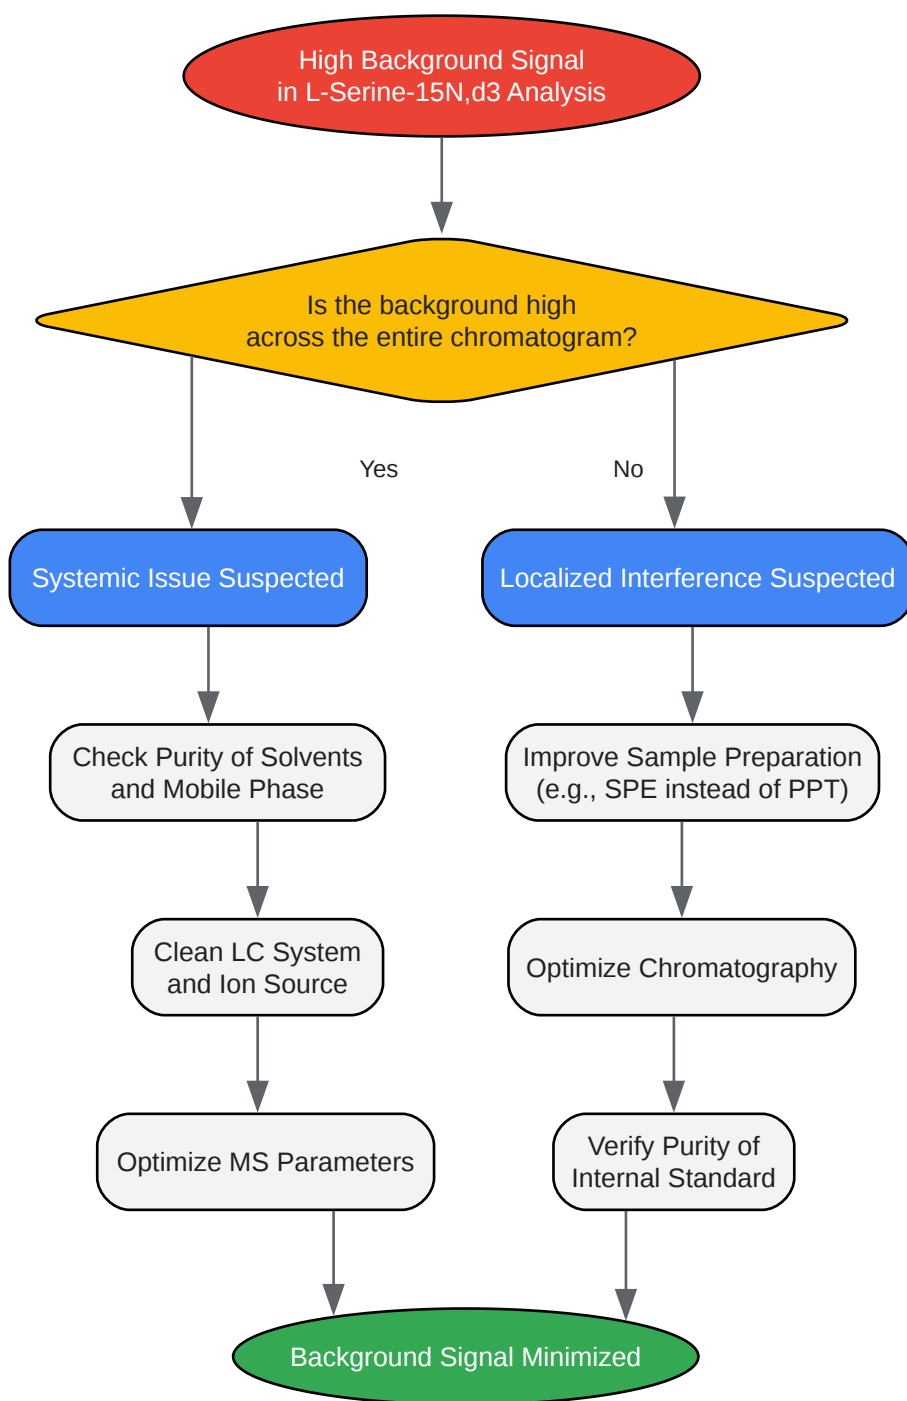 High Background Signal
in L-Serine-15N,d3 Analysis
Is the background high
across the entire chromatogram?
Yes
No
Systemic Issue Suspected
Localized Interference Suspected
Check Purity of Solvents
and Mobile Phase
Improve Sample Preparation
(e.g., SPE instead of PPT)
Clean LC System
and Ion Source
Optimize Chromatography
Optimize MS Parameters
Verify Purity of
Internal Standard
Background Signal Minimized